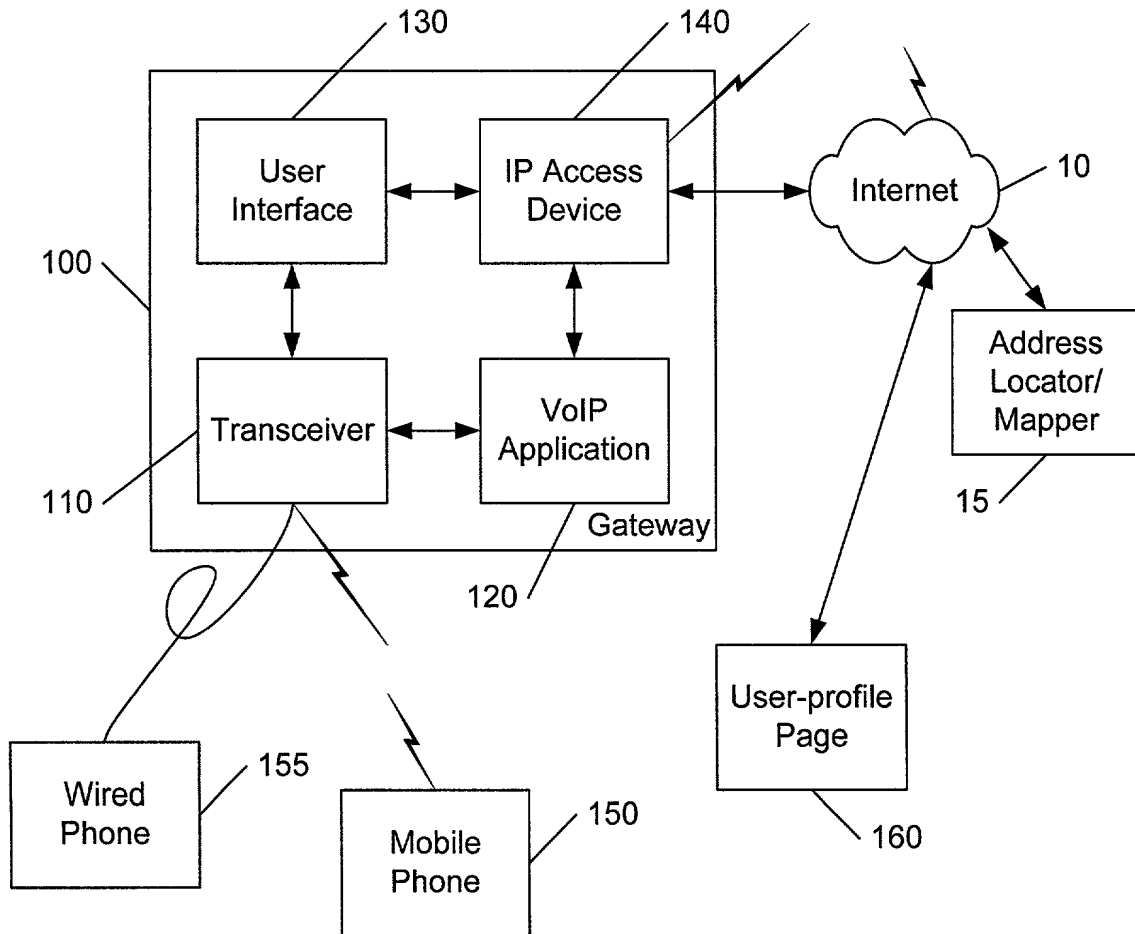 130
140
User
Interface
IP Access
Device
Internet
10
100
Address
Locator/
Mapper
Transceiver
VoIP
Application
110
Gateway
15
120
User-profile
Page
155
Wired
Phone
150
Mobile
Phone
160